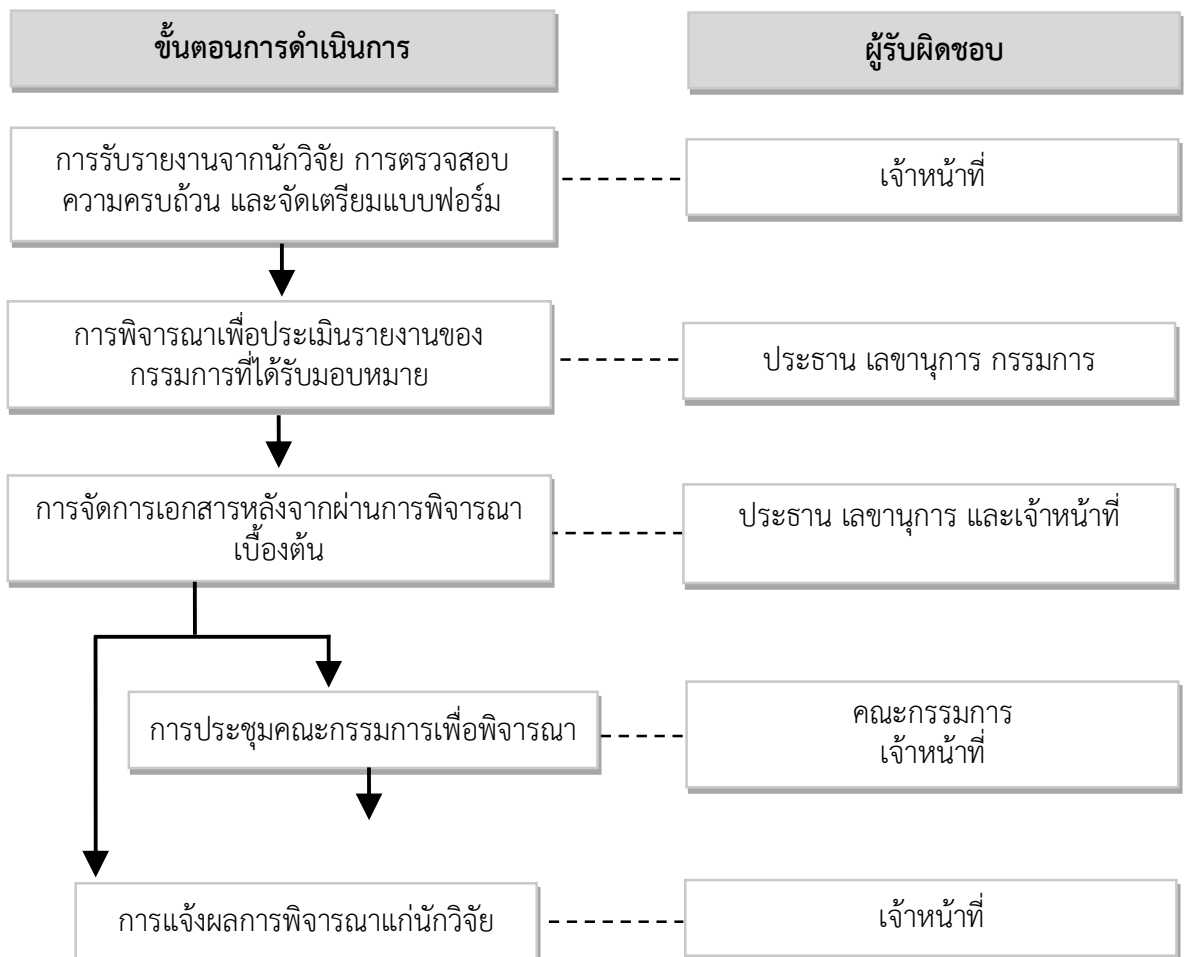 ขั้นตอนการดำเนินการ
ผู้รับผิดชอบ
การรับรายงานจากนักวิจัย การตรวจสอบ
ความครบถ้วน และจัดเตรียมแบบฟอร์ม
เจ้าหน้าที่
การพิจารณาเพื่อประเมินรายงานของ
กรรมการที่ได้รับมอบหมาย
ประธาน เลขานุการ กรรมการ
การจัดการเอกสารหลังจากผ่านการพิจารณา
เบื้องต้น
ประธาน เลขานุการ และเจ้าหน้าที่
การประชุมคณะกรรมการเพื่อพิจารณา
คณะกรรมการ
เจ้าหน้าที่
การแจ้งผลการพิจารณาแก่นักวิจัย
เจ้าหน้าที่